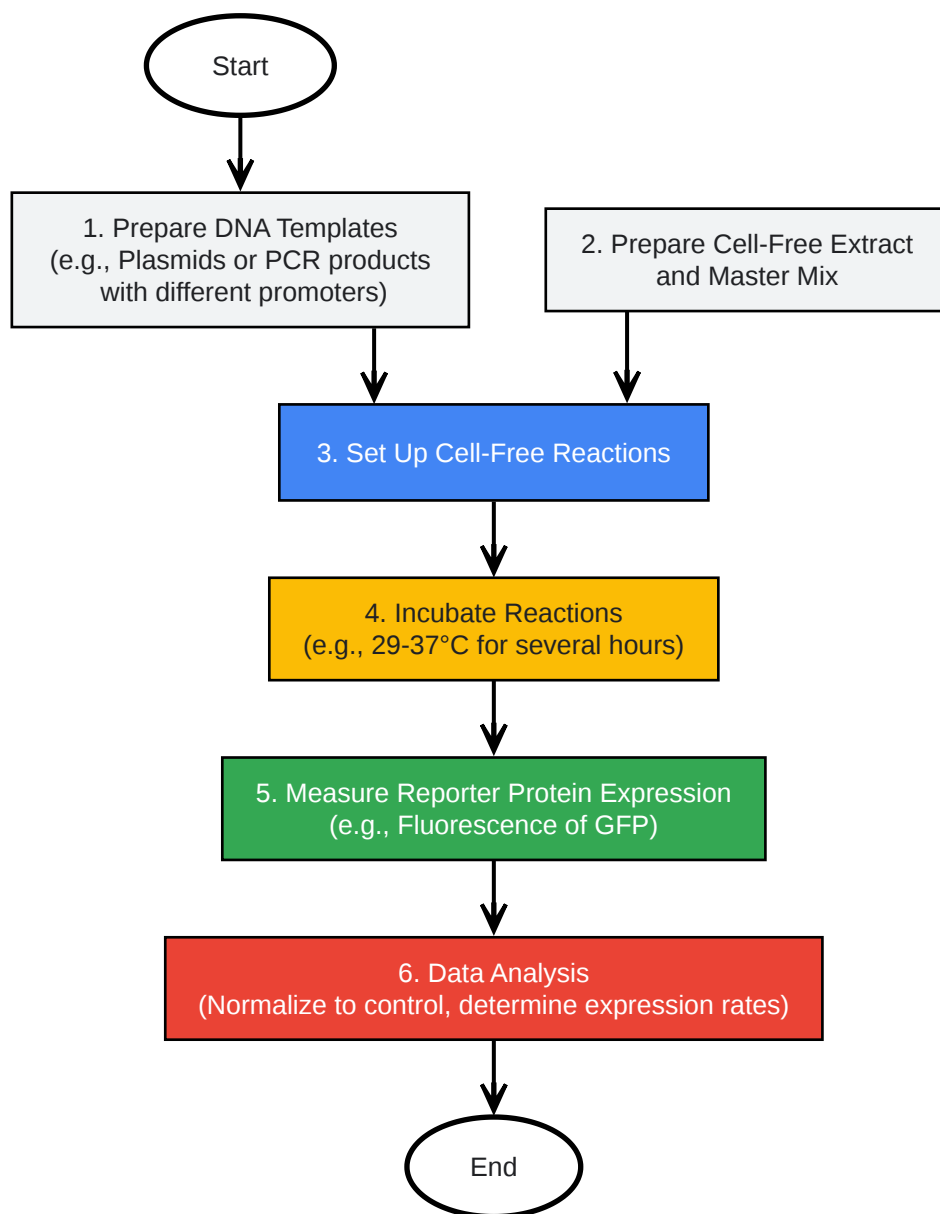 Start
1. Prepare DNA Templates
(e.g., Plasmids or PCR products
with different promoters)
2. Prepare Cell-Free Extract
and Master Mix
3. Set Up Cell-Free Reactions
4. Incubate Reactions
(e.g., 29-37°C for several hours)
5. Measure Reporter Protein Expression
(e.g., Fluorescence of GFP)
6. Data Analysis
(Normalize to control, determine expression rates)
End